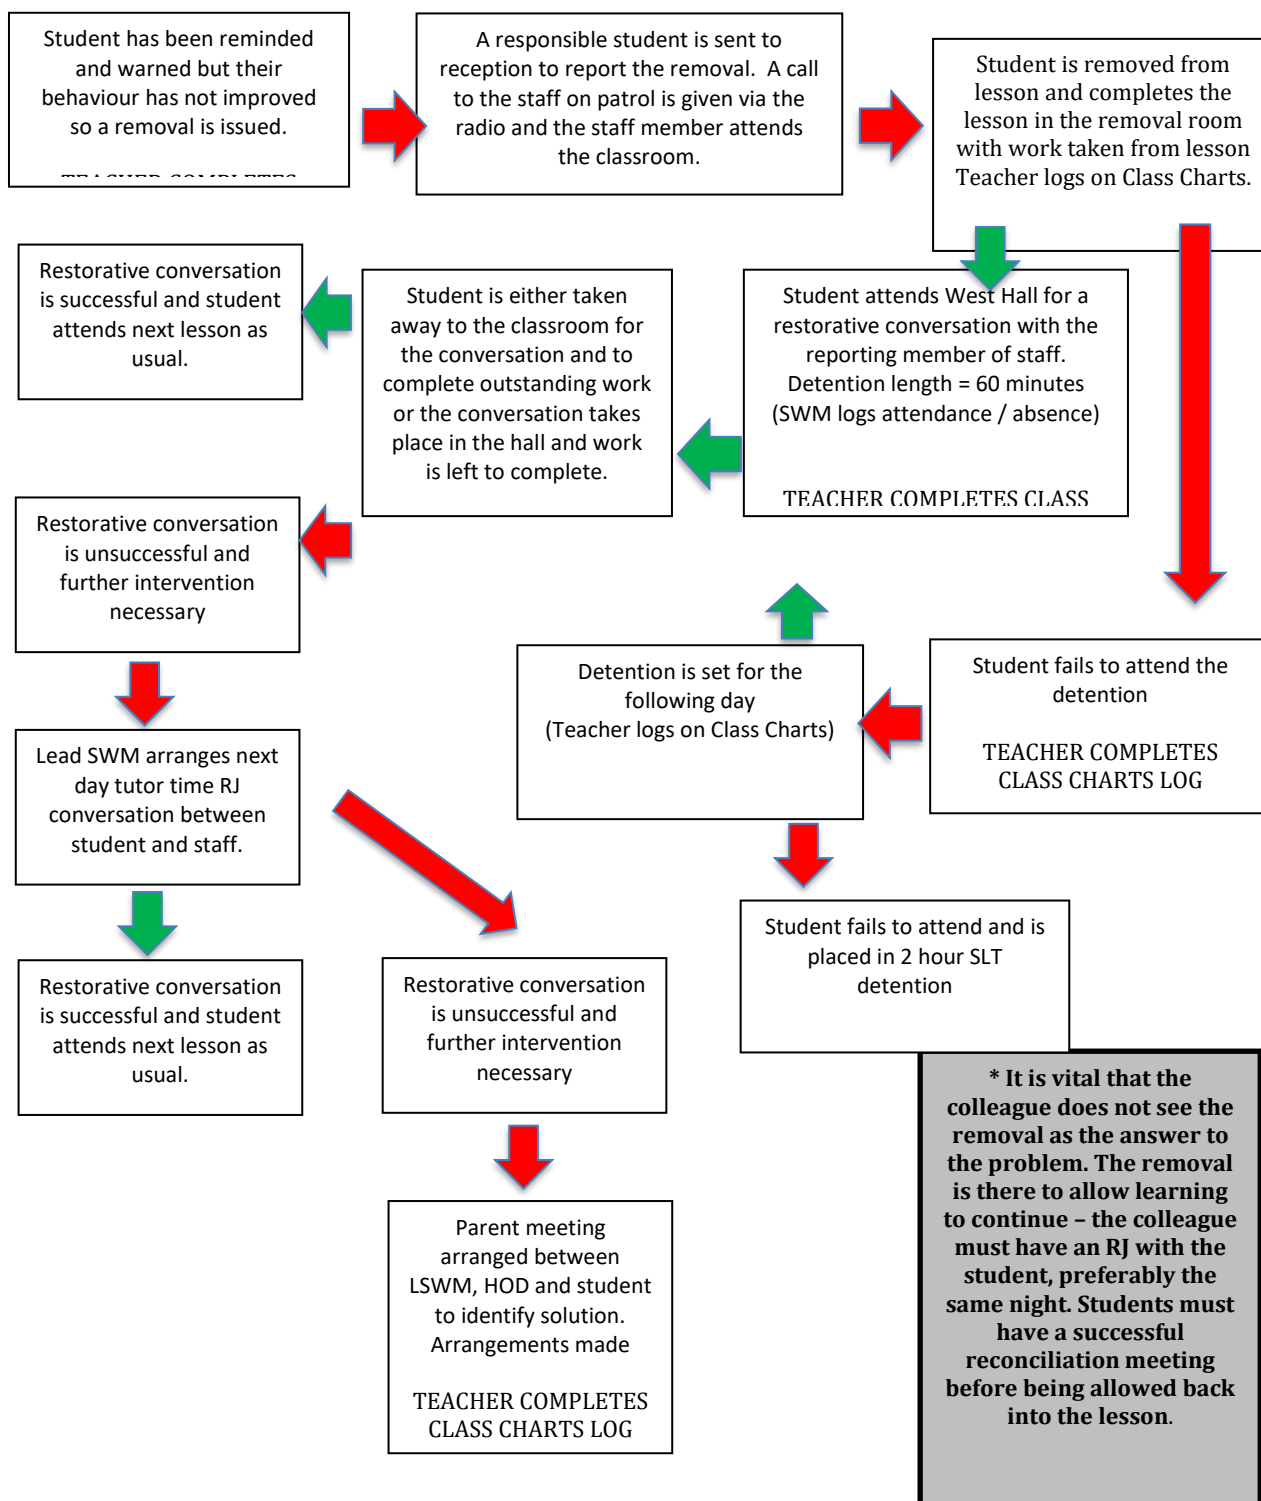 Student has been reminded
and warned but their
behaviour has not improved
so a removal is issued.
TEACHER COMPLETES
A responsible student is sent to
reception to report the removal.  A call
to the staff on patrol is given via the
radio and the staff member attends
the classroom.
Student is removed from
lesson and completes the
lesson in the removal room
with work taken from lesson
Teacher logs on Class Charts.
Restorative conversation
is successful and student
attends next lesson as
usual.
Student is either taken
away to the classroom for
the conversation and to
complete outstanding work
or the conversation takes
place in the hall and work
is left to complete.
Student attends West Hall for a
restorative conversation with the
reporting member of staff.
Detention length = 60 minutes
(SWM logs attendance / absence)
TEACHER COMPLETES CLASS
Restorative conversation
is unsuccessful and
further intervention
necessary
Detention is set for the
following day
(Teacher logs on Class Charts)
Student fails to attend the
detention
TEACHER COMPLETES
CLASS CHARTS LOG
Lead SWM arranges next
day tutor time RJ
conversation between
student and staff.
Student fails to attend and is
placed in 2 hour SLT
detention
Restorative conversation
is successful and student
attends next lesson as
usual.
Restorative conversation
is unsuccessful and
further intervention
necessary
Parent meeting
arranged between
LSWM, HOD and student
to identify solution.
Arrangements made
TEACHER COMPLETES
CLASS CHARTS LOG
* It is vital that the
colleague does not see the
removal as the answer to
the problem. The removal
is there to allow learning
to continue – the colleague
must have an RJ with the
student, preferably the
same night. Students must
have a successful
reconciliation meeting
before being allowed back
into the lesson.